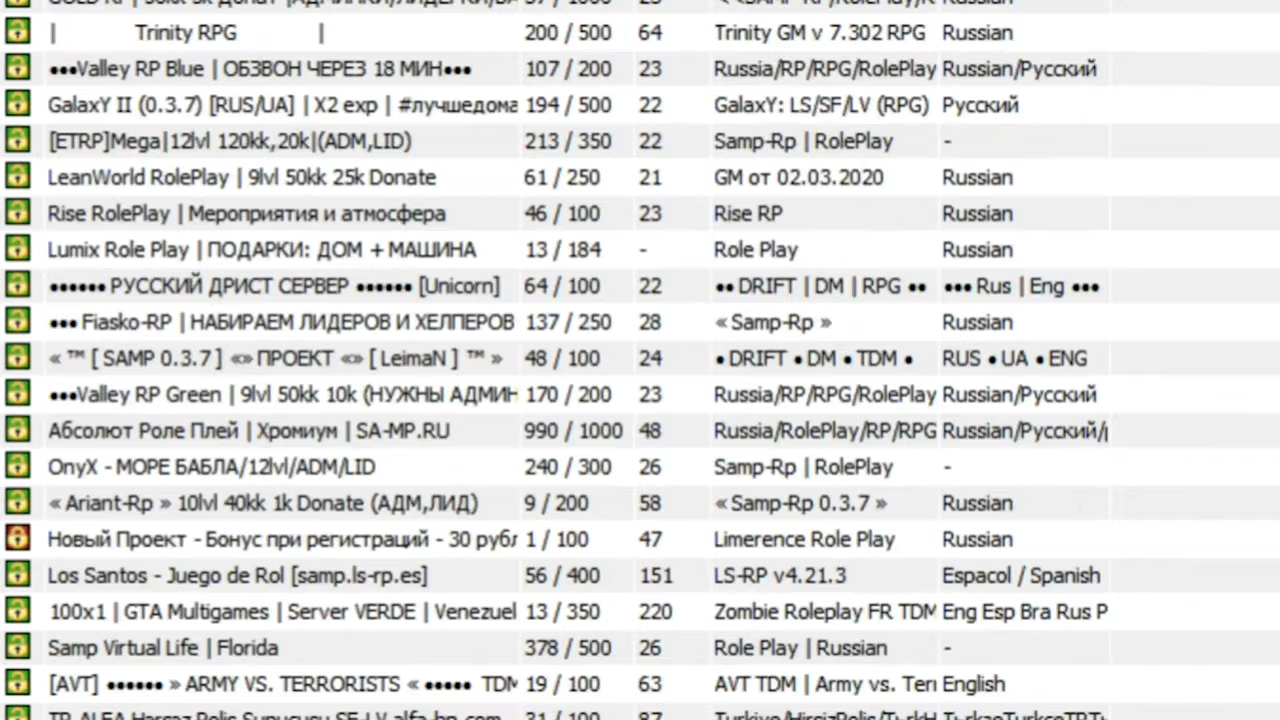 | Trinity RPG | 200 / 500 64 Trinity GM v 7.302 RPG Russian
•••Valley RP Blue | ОБЗВОН ЧЕРЕЗ 18 МИН••• 107 / 200 23 Russia/RP/RPG/RolePlay Russian/Русский
GalaxY II (0.3.7) [RUS/UA] | X2 exp | #лучшедома 194 / 500 22 GalaxY: LS/SF/LV (RPG) Русский
[ETRP]Mega|12lvl 120kk,20k|(ADM,LID) 213 / 350 22 Samp-Rp | RolePlay -
LeanWorld RolePlay | 9lvl 50kk 25k Donate 61 / 250 21 GM от 02.03.2020 Russian
Rise RolePlay | Мероприятия и атмосфера 46 / 100 23 Rise RP Russian
Lumix Role Play | ПОДАРКИ: ДОМ + МАШИНА 13 / 184 - Role Play Russian
•••••• РУССКИЙ ДРИСТ СЕРВЕР •••••• [Unicorn] 64 / 100 22 •• DRIFT | DM | RPG •• ••• Rus | Eng •••
••• Fiasko-RP | НАБИРАЕМ ЛИДЕРОВ И ХЕЛПЕРОВ 137 / 250 28 « Samp-Rp » Russian
« ™ [ SAMP 0.3.7 ] «» ПРОЕКТ «» [ LeimaN ] ™ » 48 / 100 24 • DRIFT • DM • TDM • RUS • UA • ENG
•••Valley RP Green | 9lvl 50kk 10k (НУЖНЫ АДМИН 170 / 200 23 Russia/RP/RPG/RolePlay Russian/Русский
Абсолют Роле Плей | Хромиум | SA-MP.RU 990 / 1000 48 Russia/RolePlay/RP/RPG Russian/Русский/
OnyX - МОРЕ БАБЛА/12lvl/ADM/LID 240 / 300 26 Samp-Rp | RolePlay -
« Ariant-Rp » 10lvl 40kk 1k Donate (АДМ,ЛИД) 9 / 200 58 « Samp-Rp 0.3.7 » Russian
Новый Проект - Бонус при регистраций - 30 рубл 1 / 100 47 Limerence Role Play Russian
Los Santos - Juego de Rol [samp.ls-rp.es] 56 / 400 151 LS-RP v4.21.3 Espacol / Spanish
100x1 | GTA Multigames | Server VERDE | Venezuel 13 / 350 220 Zombie Roleplay FR TDM Eng Esp Bra Rus P
Samp Virtual Life | Florida 378 / 500 26 Role Play | Russian -
[AVT] •••••• » ARMY VS. TERRORISTS « ••••• TDM 19 / 100 63 AVT TDM | Army vs. Terr English
31 / 100 87